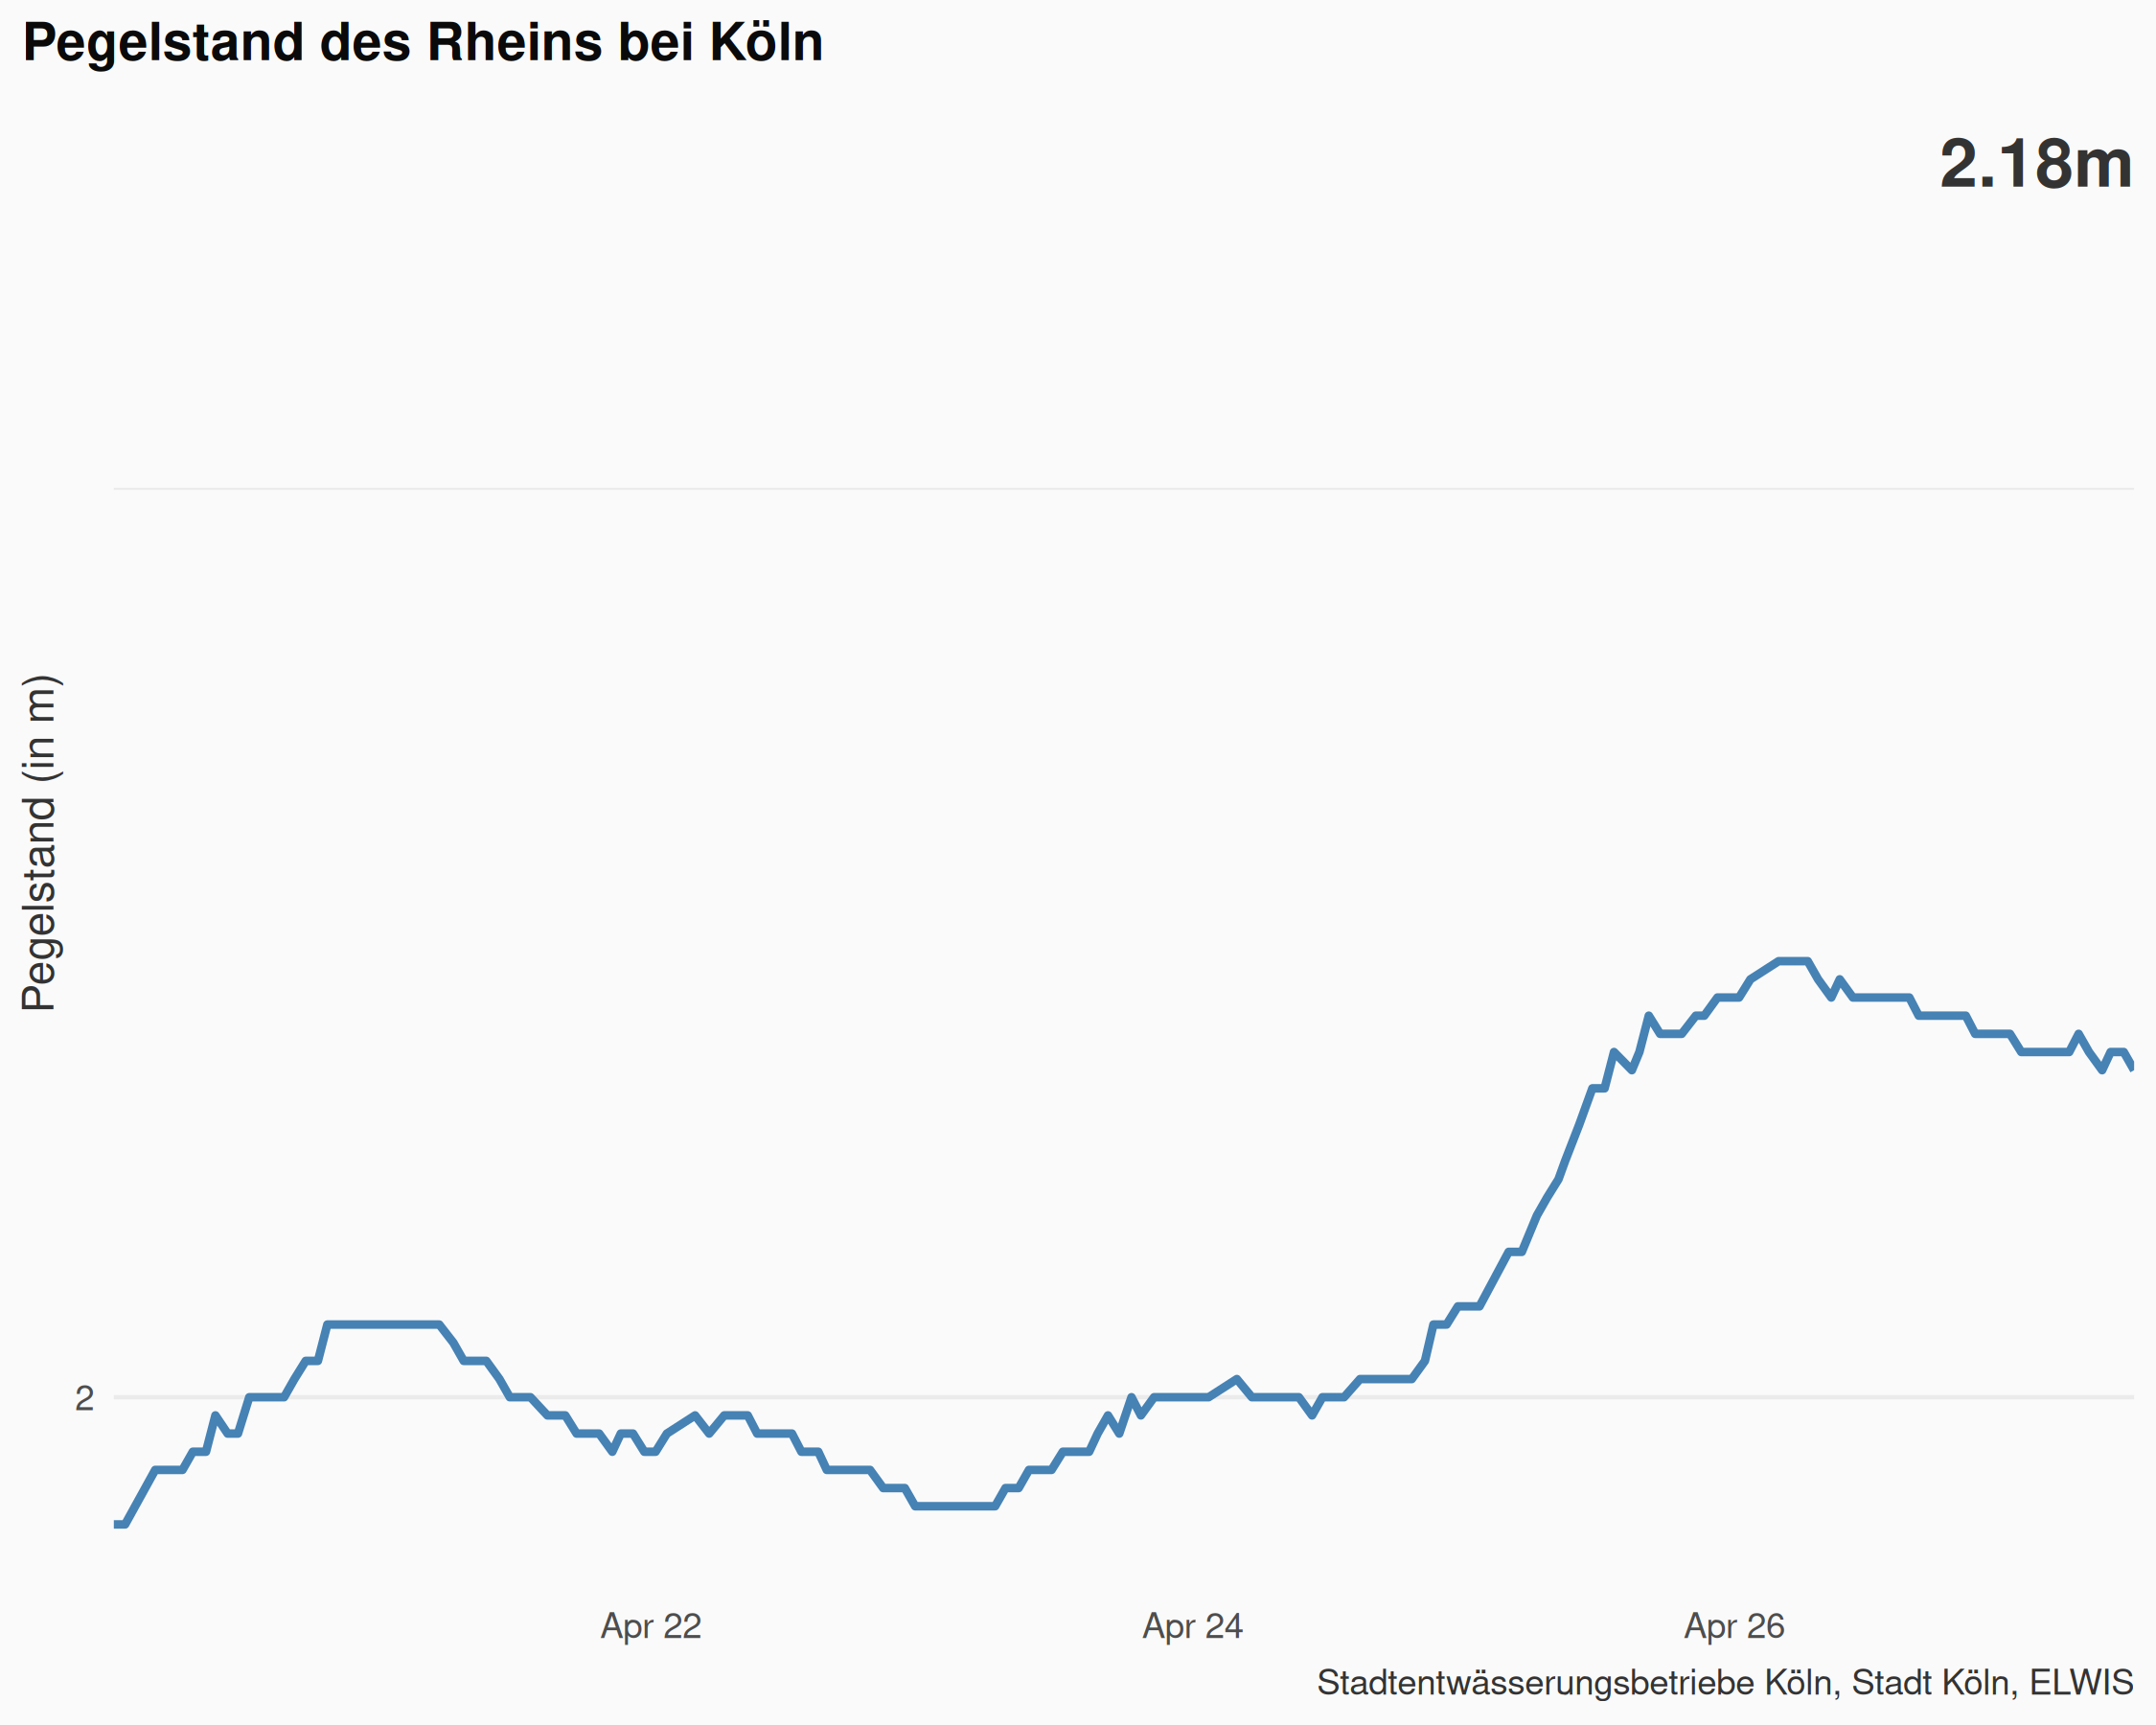 Pegelstand des Rheins bei Köln
2.18m
Pegelstand (in m)
2
Apr 22
Apr 24
Apr 26
Stadtentwässerungsbetriebe Köln, Stadt Köln, ELWIS